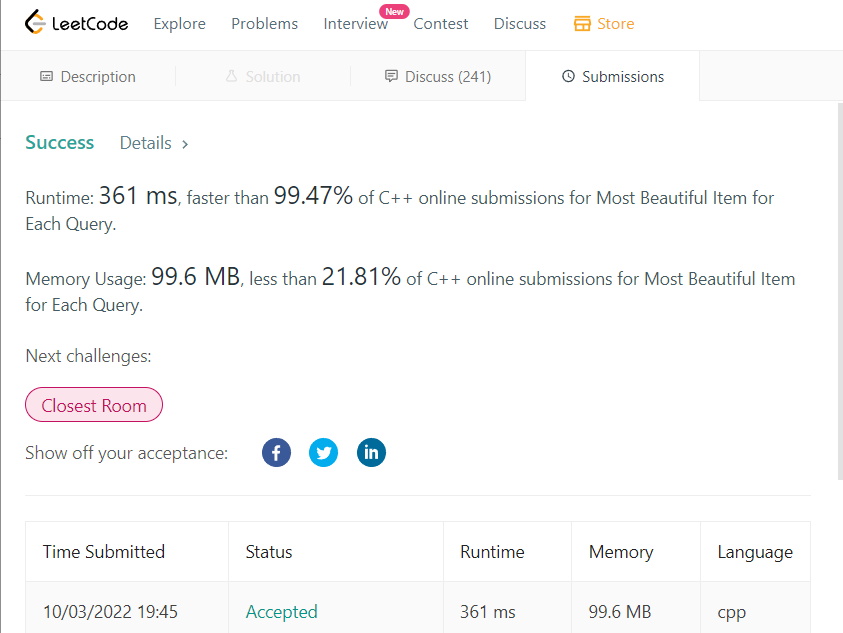 LeetCode Explore Problems Interview New Contest Discuss Store
Description Solution Discuss (241) Submissions
Success Details >
Runtime: 361 ms, faster than 99.47% of C++ online submissions for Most Beautiful Item for
Each Query.
Memory Usage: 99.6 MB, less than 21.81% of C++ online submissions for Most Beautiful Item
for Each Query.
Next challenges:
Closest Room
Show off your acceptance:
Time Submitted Status Runtime Memory Language
10/03/2022 19:45 Accepted 361 ms 99.6 MB cpp